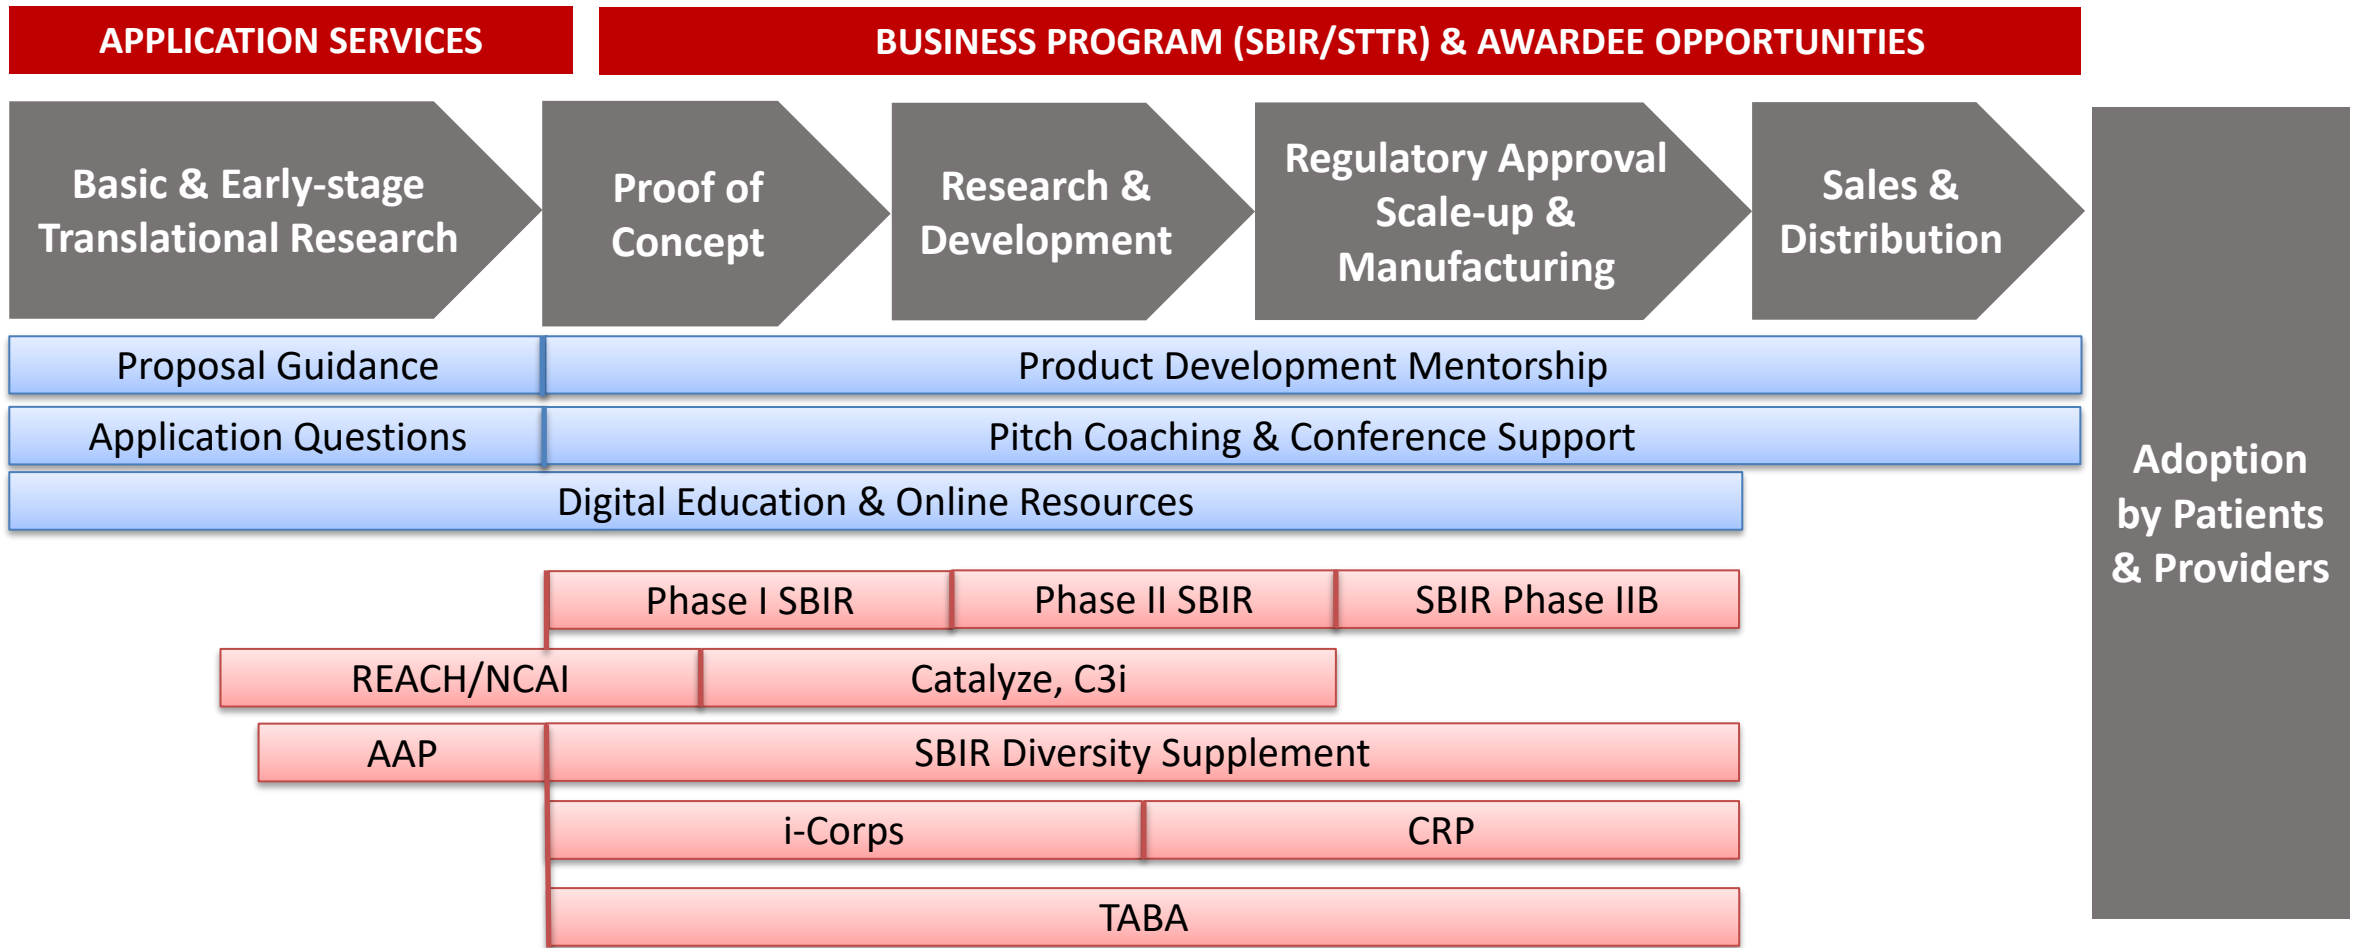 APPLICATION SERVICES
BUSINESS PROGRAM (SBIR/STTR) & AWARDEE OPPORTUNITIES
Basic & Early-stage
Translational Research
Proof of
Concept
Research &
Development
Regulatory Approval
Scale-up &
Manufacturing
Sales &
Distribution
Adoption
by Patients
& Providers
Proposal Guidance
Product Development Mentorship
Application Questions
Pitch Coaching & Conference Support
Digital Education & Online Resources
Phase I SBIR
Phase II SBIR
SBIR Phase IIB
REACH/NCAI
Catalyze, C3i
AAP
SBIR Diversity Supplement
i-Corps
CRP
TABA